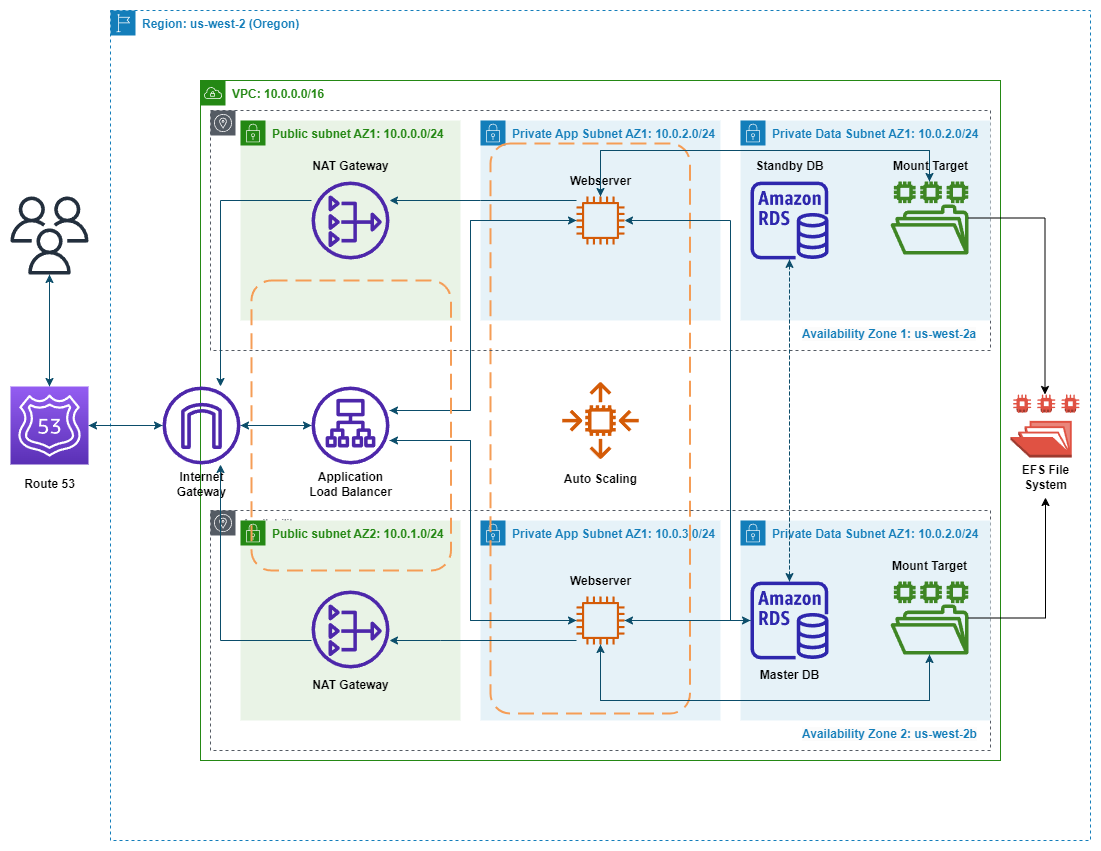 Region: us-west-2 (Oregon)
VPC: 10.0.0.0/16
Public subnet AZ1: 10.0.0.0/24
Private App Subnet AZ1: 10.0.2.0/24
Private Data Subnet AZ1: 10.0.2.0/24
NAT Gateway
Webserver
Standby DB
Mount Target
Amazon
RDS
Availability Zone 1: us-west-2a
53
Route 53
Internet
Gateway
Application
Load Balancer
Auto Scaling
EFS File
System
Public subnet AZ2: 10.0.1.0/24
Private App Subnet AZ1: 10.0.3.0/24
Private Data Subnet AZ1: 10.0.2.0/24
Webserver
Mount Target
Amazon
RDS
NAT Gateway
Master DB
Availability Zone 2: us-west-2b